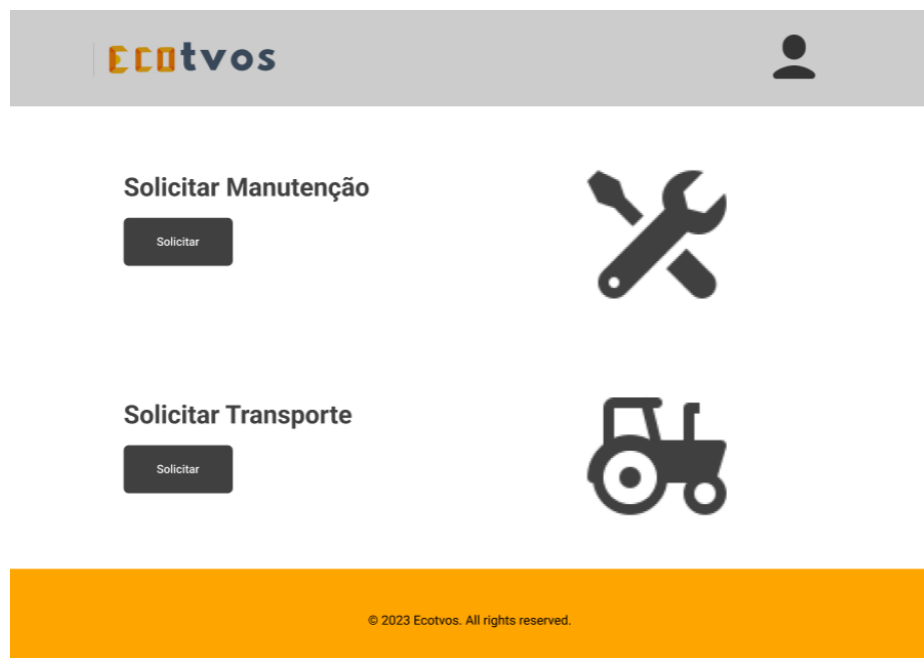 Ecotvos
Solicitar Manutenção
Solicitar
Solicitar Transporte
Solicitar
© 2023 Ecotvos. All rights reserved.